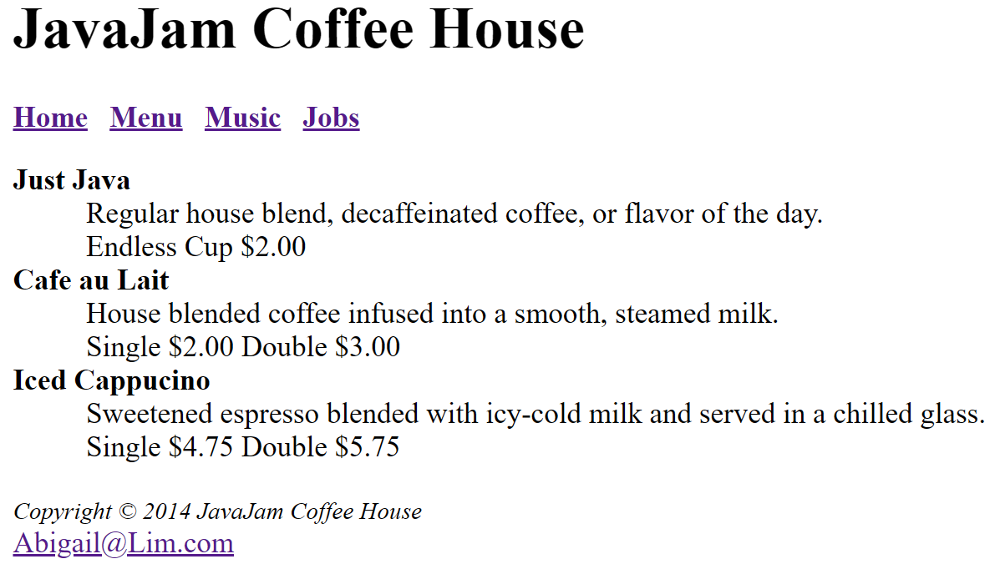 JavaJam Coffee House
Home Menu Music Jobs
Just Java
Regular house blend, decaffeinated coffee, or flavor of the day.
Endless Cup $2.00
Cafe au Lait
House blended coffee infused into a smooth, steamed milk.
Single $2.00 Double $3.00
Iced Cappucino
Sweetened espresso blended with icy-cold milk and served in a chilled glass.
Single $4.75 Double $5.75
Copyright © 2014 JavaJam Coffee House
Abigail@Lim.com